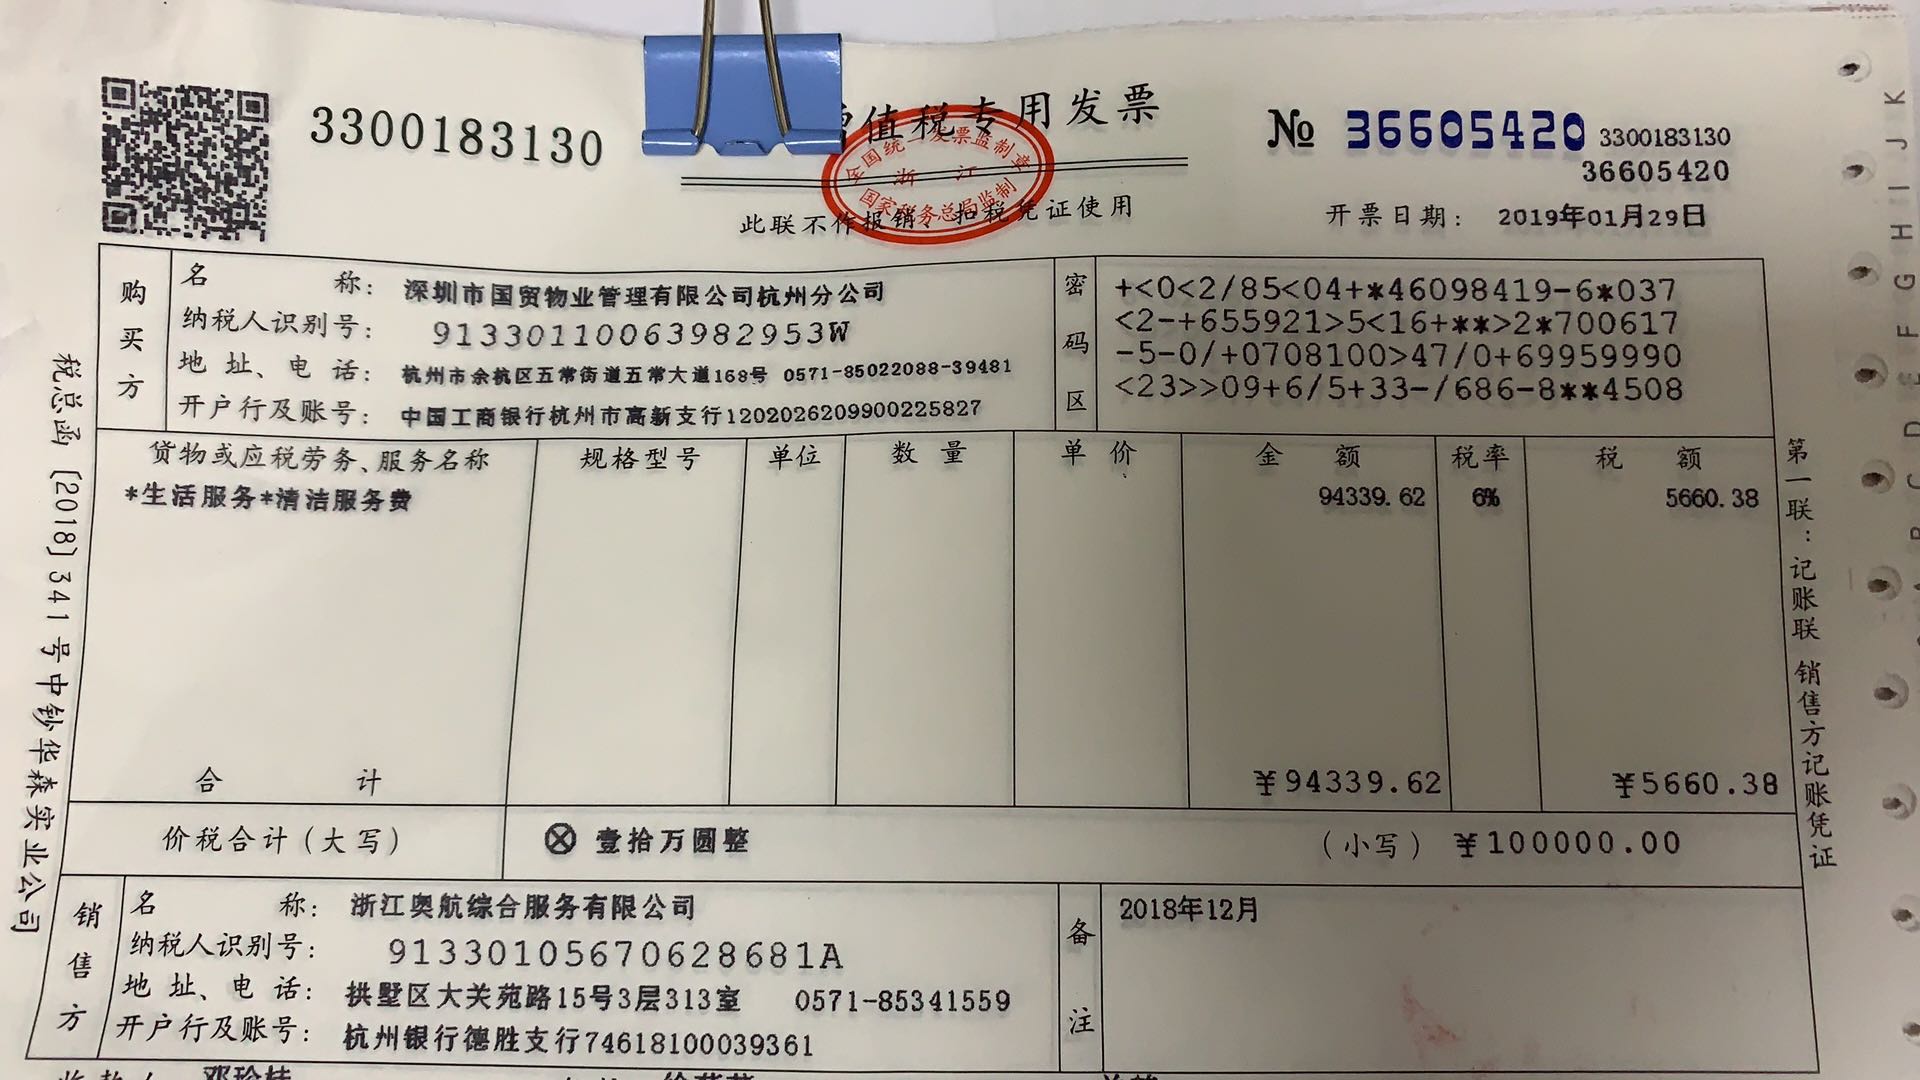 3300183130
值税专用发票
№ 36605420 3300183130
36605420
全国统一发票监制章
浙 江
国家税务总局监制
此联不作报销、扣税凭证使用
开票日期: 2019年01月29日
购买方
名 称: 深圳市国贸物业管理有限公司杭州分公司
纳税人识别号: 91330110063982953W
地 址、电 话: 杭州市余杭区五常街道五常大道168号 0571-85022088-39481
开户行及账号: 中国工商银行杭州市高新支行1202026209900225827
密码区
+<0<2/85<04+*46098419-6*037
<2-+655921>5<16+**>2*700617
-5-0/+0708100>47/0+69959990
<23>>09+6/5+33-/686-8**4508
货物或应税劳务、服务名称 规格型号 单位 数 量 单 价 金 额 税率 税 额
*生活服务*清洁服务费 94339.62 6% 5660.38
合 计 ¥94339.62 ¥5660.38
价税合计(大写) ⊗ 壹拾万圆整 (小写) ¥100000.00
销售方
名 称: 浙江奥航综合服务有限公司
纳税人识别号: 91330105670628681A
地 址、电 话: 拱墅区大关苑路15号3层313室 0571-85341559
开户行及账号: 杭州银行德胜支行74618100039361
备注
2018年12月
税总函[2018]341号中钞华森实业公司
第一联:记账联 销售方记账凭证